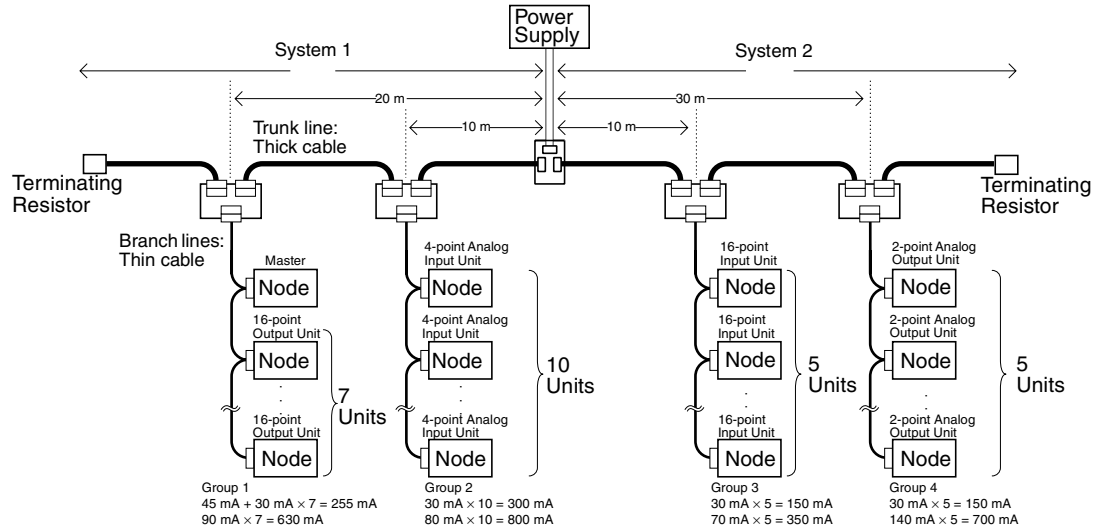 Power
Supply
System 1
System 2
20 m
30 m
10 m
10 m
Trunk line:
Thick cable
Terminating
Resistor
Terminating
Resistor
Branch lines:
Thin cable
Master
Node
16-point
Output Unit
Node
16-point
Output Unit
Node
7
Units
4-point Analog
Input Unit
Node
4-point Analog
Input Unit
Node
4-point Analog
Input Unit
Node
10
Units
16-point
Input Unit
Node
16-point
Input Unit
Node
16-point
Input Unit
Node
5
Units
2-point Analog
Output Unit
Node
2-point Analog
Output Unit
Node
2-point Analog
Output Unit
Node
5
Units
Group 1
45 mA + 30 mA × 7 = 255 mA
90 mA × 7 = 630 mA
Group 2
30 mA × 10 = 300 mA
80 mA × 10 = 800 mA
Group 3
30 mA × 5 = 150 mA
70 mA × 5 = 350 mA
Group 4
30 mA × 5 = 150 mA
140 mA × 5 = 700 mA